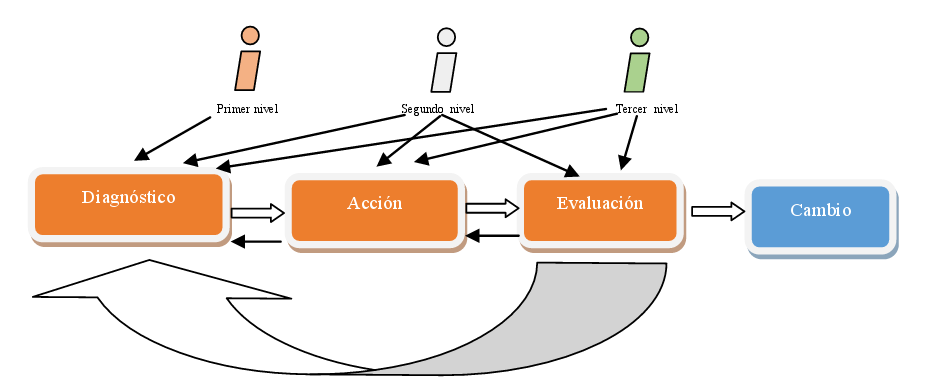 Primer nivel
Segundo nivel
Tercer nivel
Diagnóstico
Acción
Evaluación
Cambio